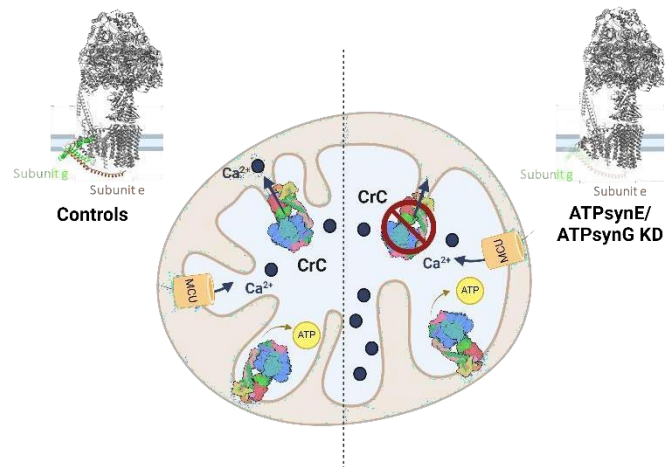 Subunit g
Subunit e
Controls
Subunit g
Subunit e
ATPsynE/
ATPsynG KD
Ca²⁺
CrC
CrC
MCU
Ca²⁺
ATP
Ca²⁺
MCU
ATP